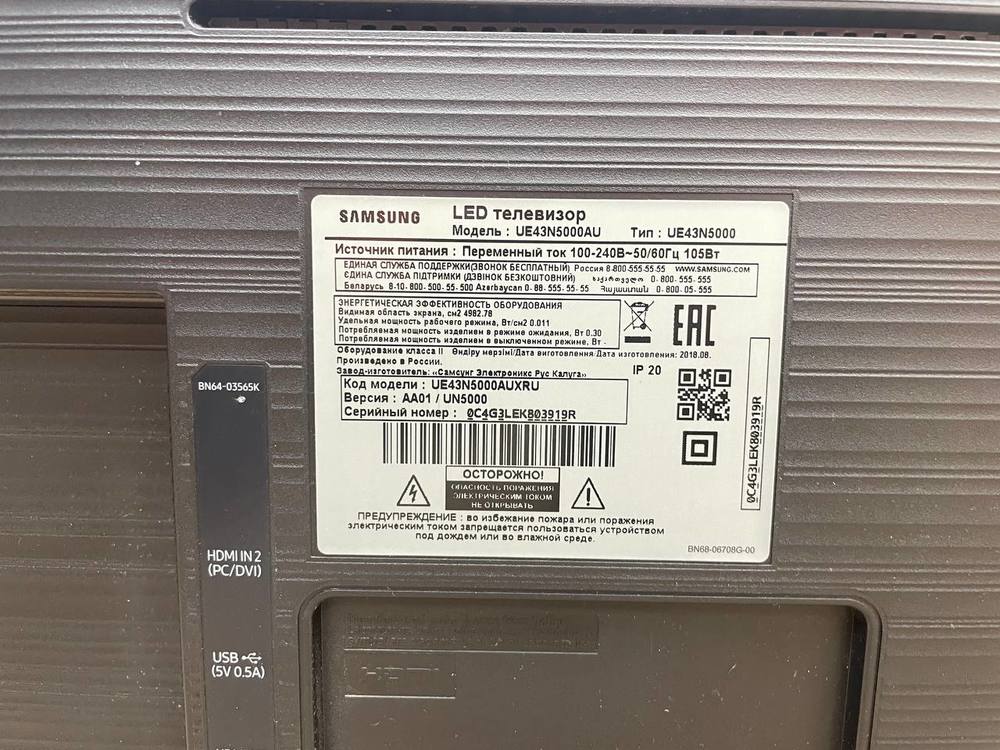 SAMSUNG
LED телевизор
Модель : UE43N5000AU Тип : UE43N5000
Источник питания : Переменный ток 100-240В~50/60Гц 105Вт
ЕДИНАЯ СЛУЖБА ПОДДЕРЖКИ(ЗВОНОК БЕСПЛАТНЫЙ) Россия 8-800-555-55-55 WWW.SAMSUNG.COM
ЄДИНА СЛУЖБА ПІДТРИМКИ (ДЗВІНОК БЕЗКОШТОВНИЙ) საქართველო 0-800-555-555
Беларусь 8-10-800-500-55-500 Azerbaycan 0-88-555-55-55 Հայաստան 0-800-05-555
ЭНЕРГЕТИЧЕСКАЯ ЭФФЕКТИВНОСТЬ ОБОРУДОВАНИЯ
Видимая область экрана, см2 4982.78
Удельная мощность рабочего режима, Вт/см2 0.011
Потребляемая мощность изделием в режиме ожидания, Вт 0.30
Потребляемая мощность изделием в выключенном режиме, Вт -
EAC
Оборудование класса II Өндіру мерзімі/Дата изготовления/Дата изготовлення: 2018.08.
Произведено в России.
Завод-изготовитель: «Самсунг Электроникс Рус Калуга»
IP 20
Код модели : UE43N5000AUXRU
Версия : AA01 / UN5000
Серийный номер : 0C4G3LEK803919R
0C4G3LEK803919R
ОСТОРОЖНО!
ОПАСНОСТЬ ПОРАЖЕНИЯ
ЭЛЕКТРИЧЕСКИМ ТОКОМ
НЕ ОТКРЫВАТЬ
ПРЕДУПРЕЖДЕНИЕ : во избежание пожара или поражения
электрическим током запрещается пользоваться устройством
под дождем или во влажной среде.
BN68-06708G-00
BN64-03565K
HDMI IN 2
(PC/DVI)
USB
(5V 0.5A)